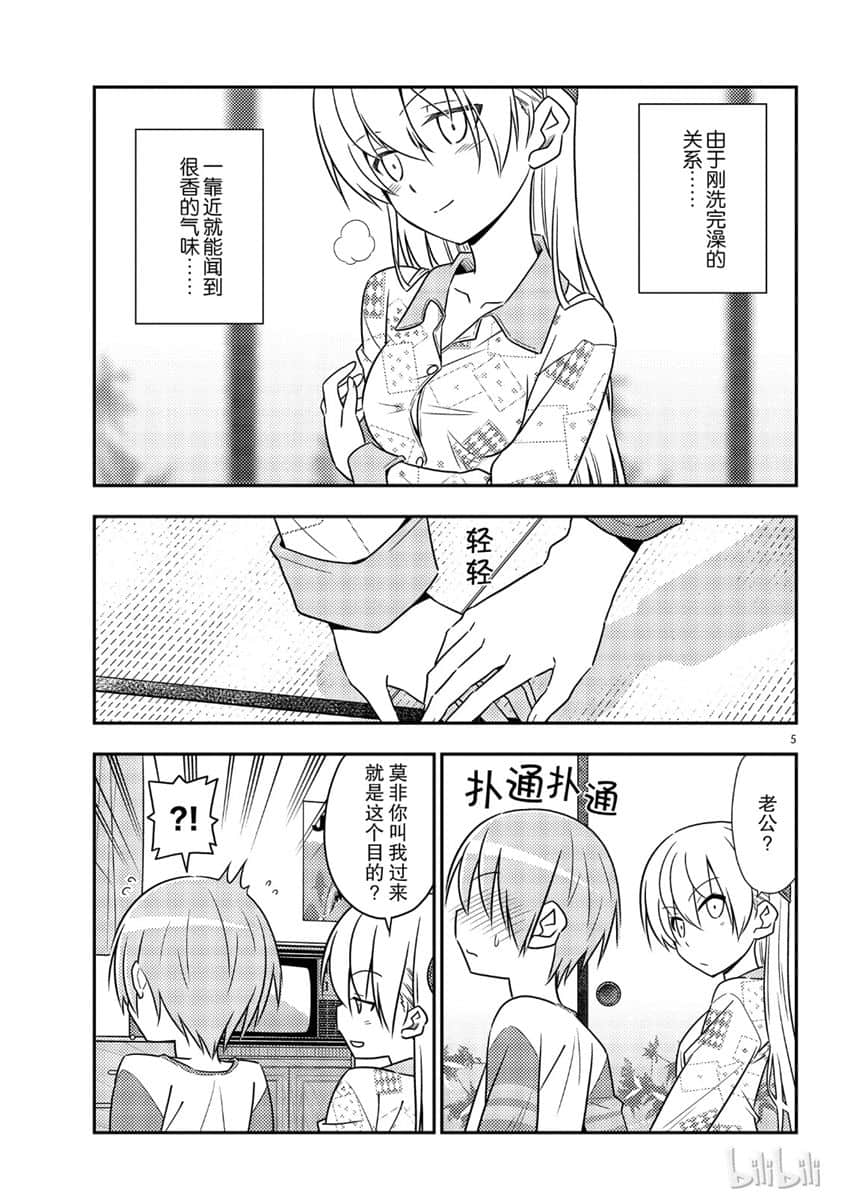 由于刚洗完澡的
关系……
一靠近就能闻到
很香的气味……
轻轻
5
老公?
扑通扑通
莫非你叫我过来
就是这个目的?
?!
bilibili